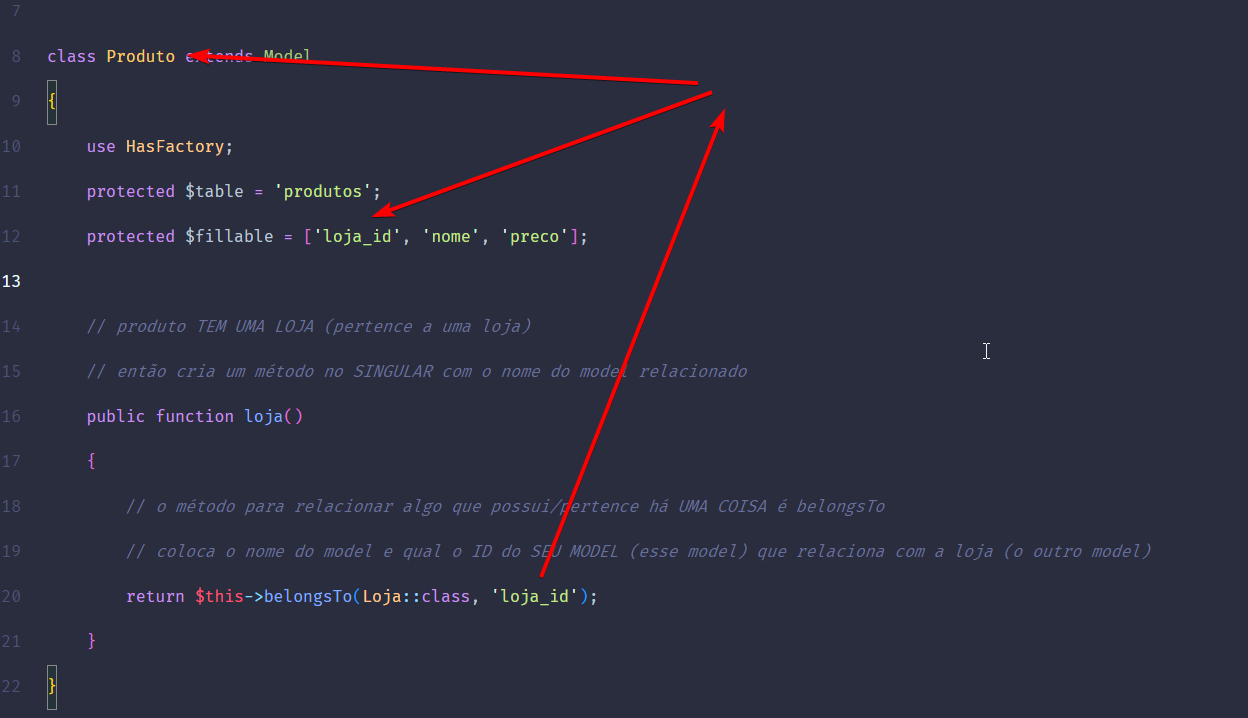 7
8 class Produto extends Model
9 {
10 use HasFactory;
11 protected $table = 'produtos';
12 protected $fillable = ['loja_id', 'nome', 'preco'];
13
14 // produto TEM UMA LOJA (pertence a uma loja)
15 // então cria um método no SINGULAR com o nome do model relacionado
16 public function loja()
17 {
18 // o método para relacionar algo que possui/pertence há UMA COISA é belongsTo
19 // coloca o nome do model e qual o ID do SEU MODEL (esse model) que relaciona com a loja (o outro model)
20 return $this->belongsTo(Loja::class, 'loja_id');
21 }
22 }